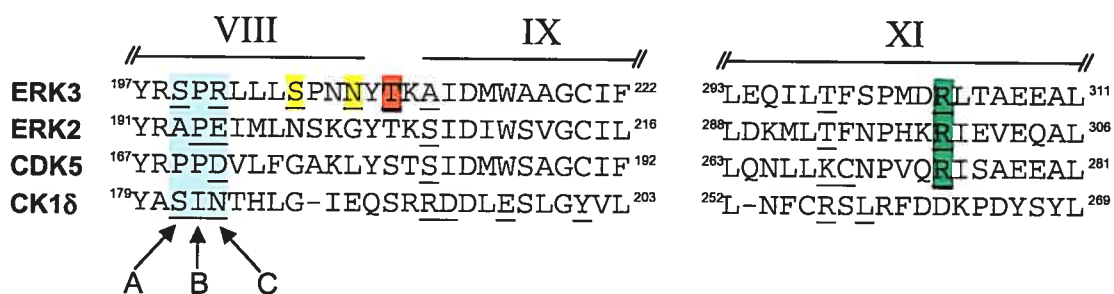 VIII IX XI
ERK3 197YRSPRLLLSPNNYTKAIDMWAAGCIF222 293LEQILTFSPMDRLTAEEAL311
ERK2 191YRAPEIMLNSKGYTKSIDIWSVGCIL216 288LDKMLTFNPHKRIEVEQAL306
CDK5 167YRPPDVLFGAKLYSTSIDMWSAGCIF192 263LQNLLKCNPVQRISAEEAL281
CK1δ 179YASINTHLG-IEQSRRDDLESLGYVL203 252L-NFCRSLRFDDKPDYSYL269
A B C